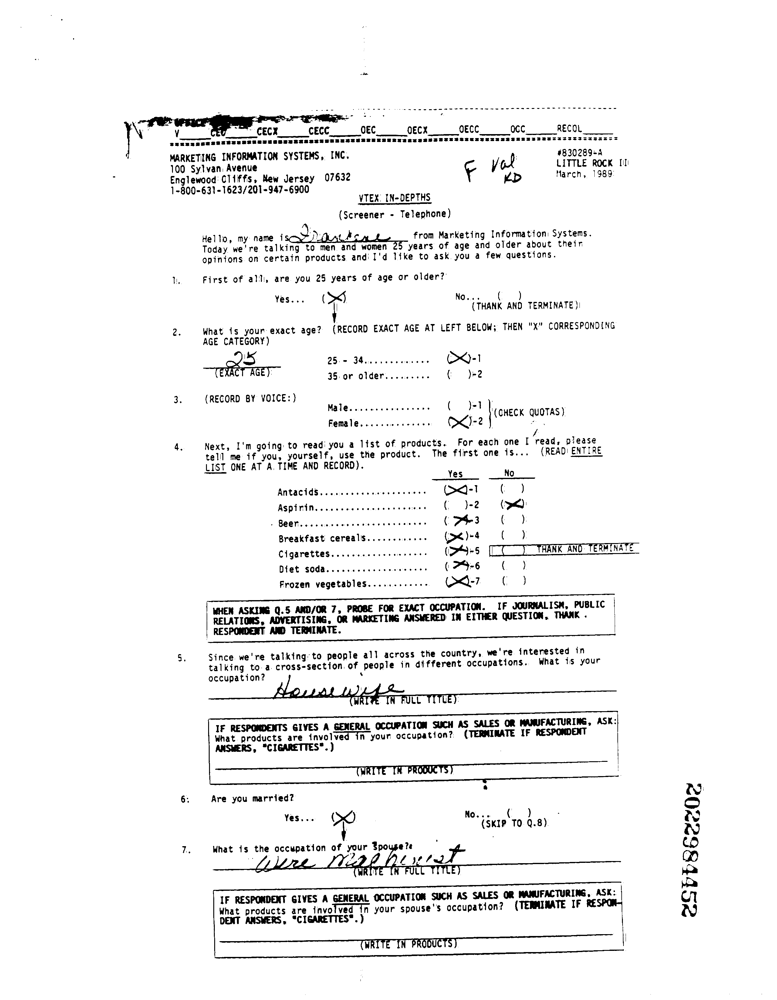 V____CEC____CECX____CECC____OEC____OECX____OECC____OCC____RECOL____
MARKETING INFORMATION SYSTEMS, INC.
100 Sylvan Avenue
Englewood Cliffs, New Jersey 07632
1-800-631-1623/201-947-6900
F Val
KD
#830289-A
LITTLE ROCK III
March, 1989
VTEX IN-DEPTHS
(Screener - Telephone)
Hello, my name is from Marketing Information Systems.
Today we're talking to men and women 25 years of age and older about their
opinions on certain products and I'd like to ask you a few questions.
1. First of all, are you 25 years of age or older?
Yes... (X) No... ( )
(THANK AND TERMINATE)
2. What is your exact age? (RECORD EXACT AGE AT LEFT BELOW; THEN "X" CORRESPONDING
AGE CATEGORY)
25 25 - 34............. (X)-1
(EXACT AGE) 35 or older......... ( )-2
3. (RECORD BY VOICE:)
Male............... ( )-1
Female............. (X)-2
(CHECK QUOTAS)
4. Next, I'm going to read you a list of products. For each one I read, please
tell me if you, yourself, use the product. The first one is... (READ ENTIRE
LIST ONE AT A TIME AND RECORD).
Yes No
Antacids..................... (X)-1 ( )
Aspirin...................... ( )-2 (X)
Beer......................... (X)-3 ( )
Breakfast cereals............ (X)-4 ( )
Cigarettes................... (X)-5 ( ) THANK AND TERMINATE
Diet soda.................... (X)-6 ( )
Frozen vegetables............ (X)-7 ( )
WHEN ASKING Q.5 AND/OR 7, PROBE FOR EXACT OCCUPATION. IF JOURNALISM, PUBLIC
RELATIONS, ADVERTISING, OR MARKETING ANSWERED IN EITHER QUESTION, THANK
RESPONDENT AND TERMINATE.
5. Since we're talking to people all across the country, we're interested in
talking to a cross-section of people in different occupations. What is your
occupation?
Housewife
(WRITE IN FULL TITLE)
IF RESPONDENTS GIVES A GENERAL OCCUPATION SUCH AS SALES OR MANUFACTURING, ASK:
What products are involved in your occupation? (TERMINATE IF RESPONDENT
ANSWERS, "CIGARETTES".)
(WRITE IN PRODUCTS)
6. Are you married?
Yes... (X) No... ( )
(SKIP TO Q.8)
7. What is the occupation of your spouse?
Wire Machinist
(WRITE IN FULL TITLE)
IF RESPONDENT GIVES A GENERAL OCCUPATION SUCH AS SALES OR MANUFACTURING, ASK:
What products are involved in your spouse's occupation? (TERMINATE IF RESPON-
DENT ANSWERS, "CIGARETTES".)
(WRITE IN PRODUCTS)
2022984452